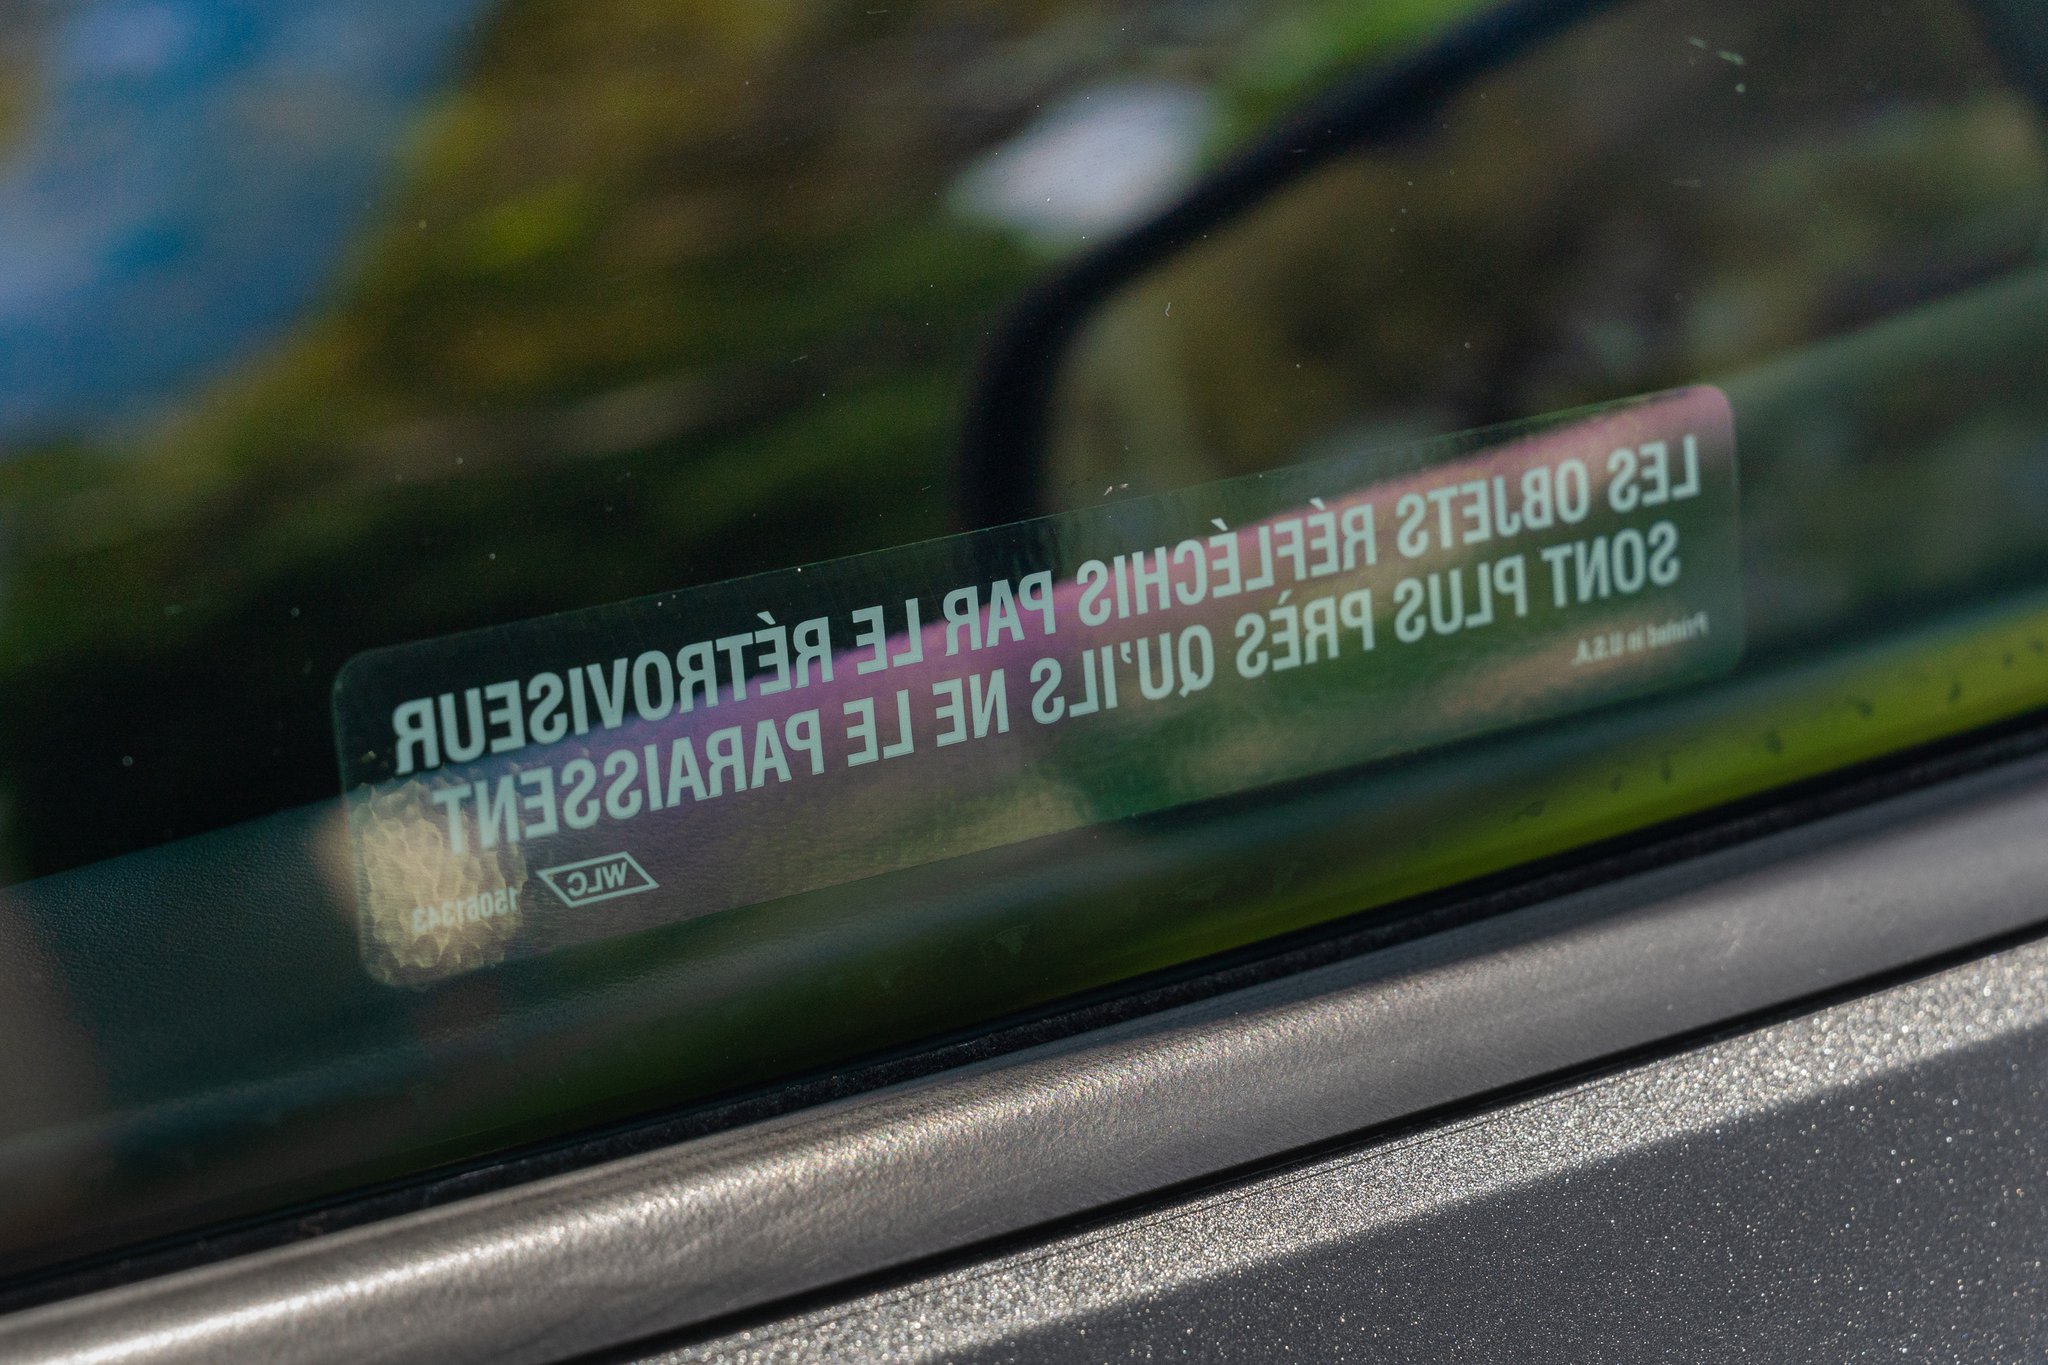 LES OBJETS RÉFLÉCHIS PAR LE RÉTROVISEUR
SONT PLUS PRÈS QU'ILS NE LE PARAISSENT
Printed in U.S.A.
WLC
15061343